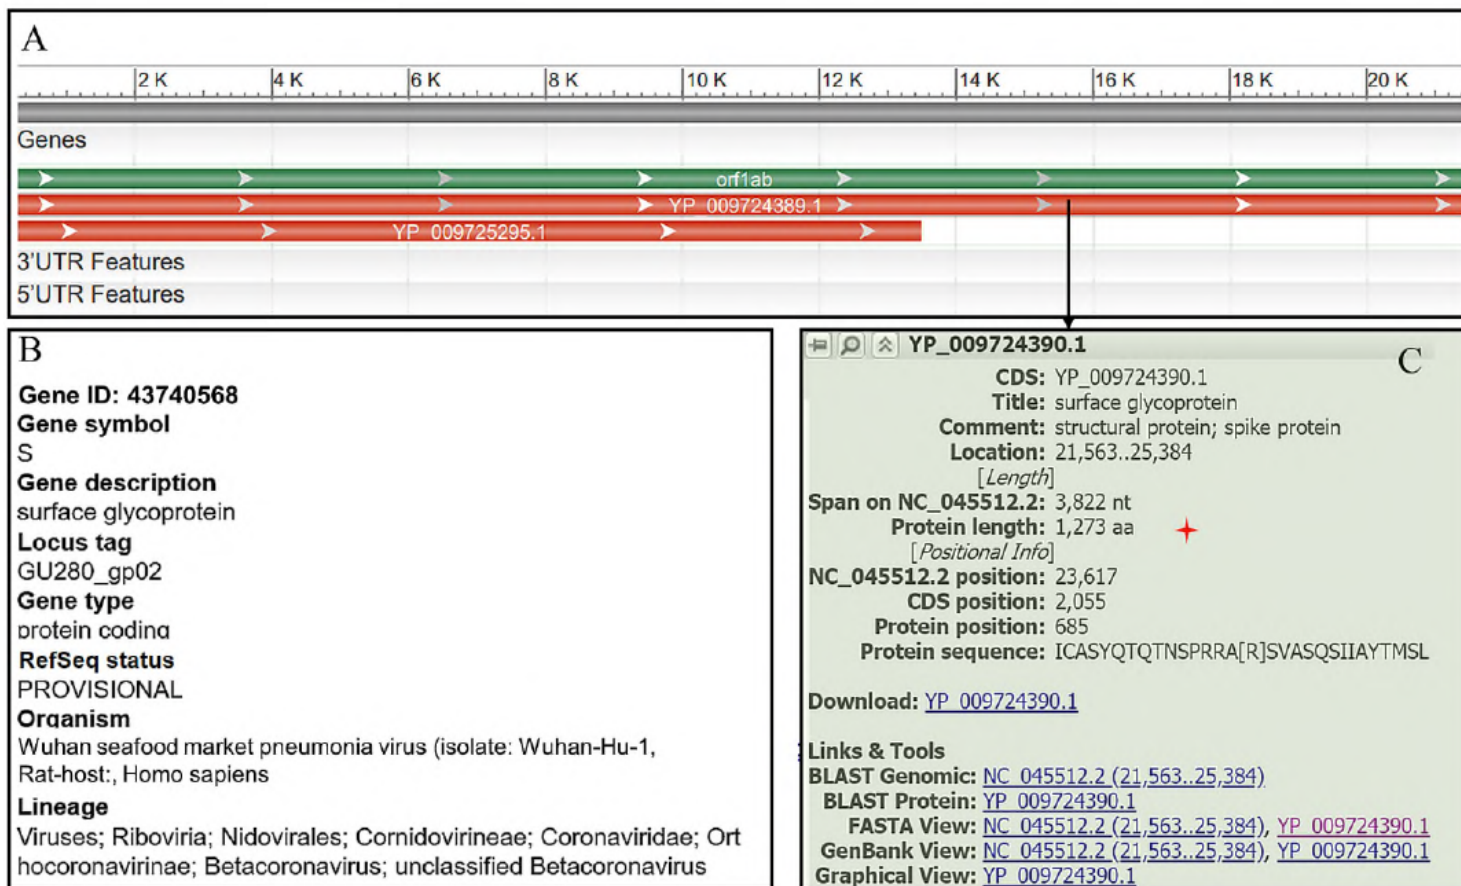 A
2 K 4 K 6 K 8 K 10 K 12 K 14 K 16 K 18 K 20 K
Genes
orf1ab
YP_009724389.1
YP_009725295.1
3'UTR Features
5'UTR Features
B
Gene ID: 43740568
Gene symbol
S
Gene description
surface glycoprotein
Locus tag
GU280_gp02
Gene type
protein coding
RefSeq status
PROVISIONAL
Organism
Wuhan seafood market pneumonia virus (isolate: Wuhan-Hu-1,
Rat-host:, Homo sapiens
Lineage
Viruses; Riboviria; Nidovirales; Cornidovirineae; Coronaviridae; Ort
hocoronavirinae; Betacoronavirus; unclassified Betacoronavirus
YP_009724390.1
C
CDS: YP_009724390.1
Title: surface glycoprotein
Comment: structural protein; spike protein
Location: 21,563..25,384
[Length]
Span on NC_045512.2: 3,822 nt
Protein length: 1,273 aa
[Positional Info]
NC_045512.2 position: 23,617
CDS position: 2,055
Protein position: 685
Protein sequence: ICASYQTQTNSPRRA[R]SVASQSIIAYTMSL
Download: YP_009724390.1
Links & Tools
BLAST Genomic: NC_045512.2 (21,563..25,384)
BLAST Protein: YP_009724390.1
FASTA View: NC_045512.2 (21,563..25,384), YP_009724390.1
GenBank View: NC_045512.2 (21,563..25,384), YP_009724390.1
Graphical View: YP_009724390.1